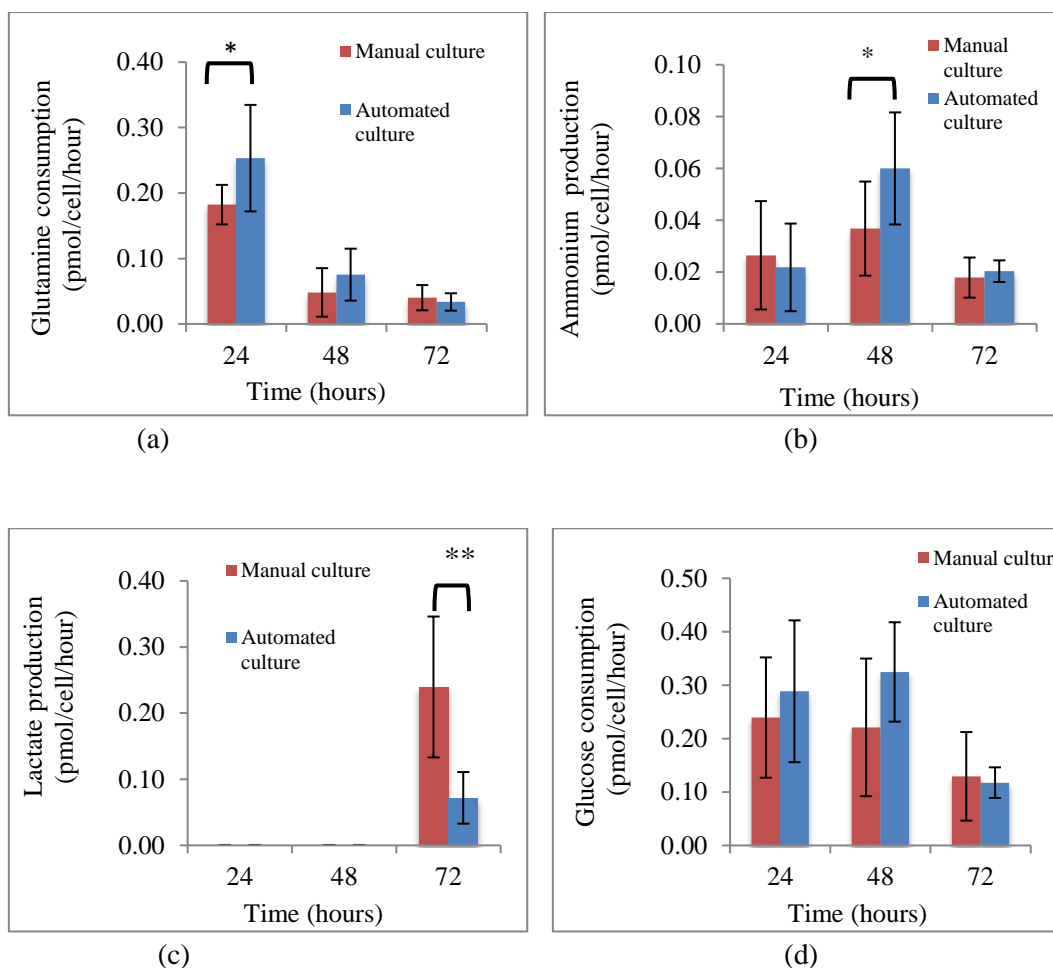 0.40
0.30
0.20
0.10
0.00
Glutamine consumption
(pmol/cell/hour)
*
Manual culture
Automated
culture
24 48 72
Time (hours)
(a)
0.10
0.08
0.06
0.04
0.02
0.00
Ammonium production
(pmol/cell/hour)
*
Manual
culture
Automated
culture
24 48 72
Time (hours)
(b)
0.40
0.30
0.20
0.10
0.00
Lactate production
(pmol/cell/hour)
**
Manual culture
Automated
culture
24 48 72
Time (hours)
(c)
0.50
0.40
0.30
0.20
0.10
0.00
Glucose consumption
(pmol/cell/hour)
Manual cultur
Automated
culture
24 48 72
Time (hours)
(d)